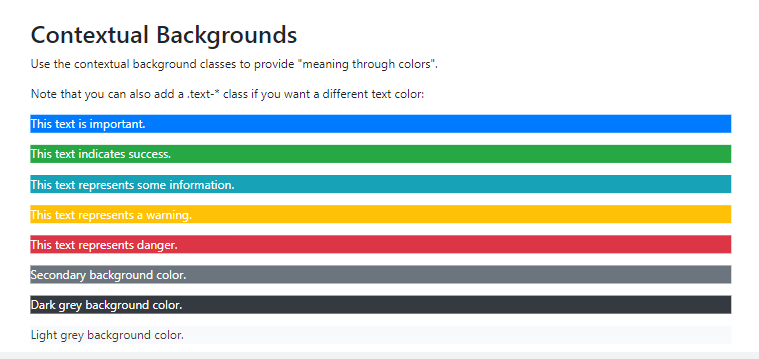 Contextual Backgrounds
Use the contextual background classes to provide "meaning through colors".
Note that you can also add a .text-* class if you want a different text color:
This text is important.
This text indicates success.
This text represents some information.
This text represents a warning.
This text represents danger.
Secondary background color.
Dark grey background color.
Light grey background color.